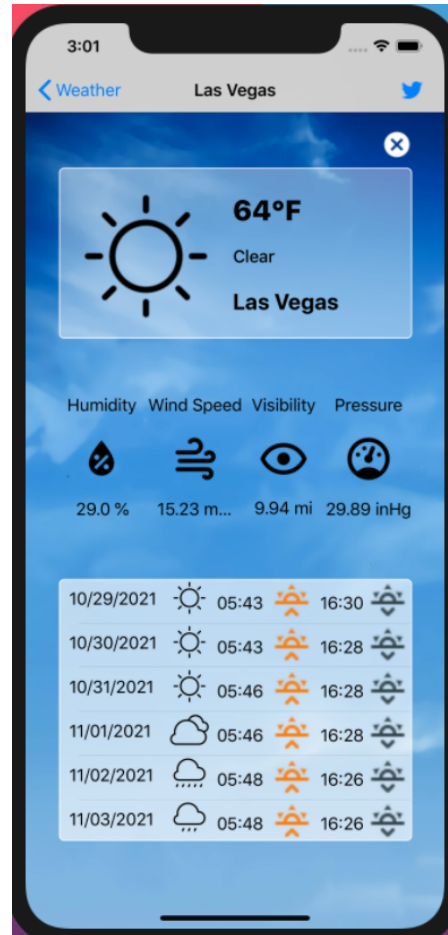 3:01
Weather Las Vegas
64°F
Clear
Las Vegas
Humidity Wind Speed Visibility Pressure
29.0 % 15.23 m... 9.94 mi 29.89 inHg
10/29/2021 05:43 16:30
10/30/2021 05:43 16:28
10/31/2021 05:46 16:28
11/01/2021 05:46 16:28
11/02/2021 05:48 16:26
11/03/2021 05:48 16:26